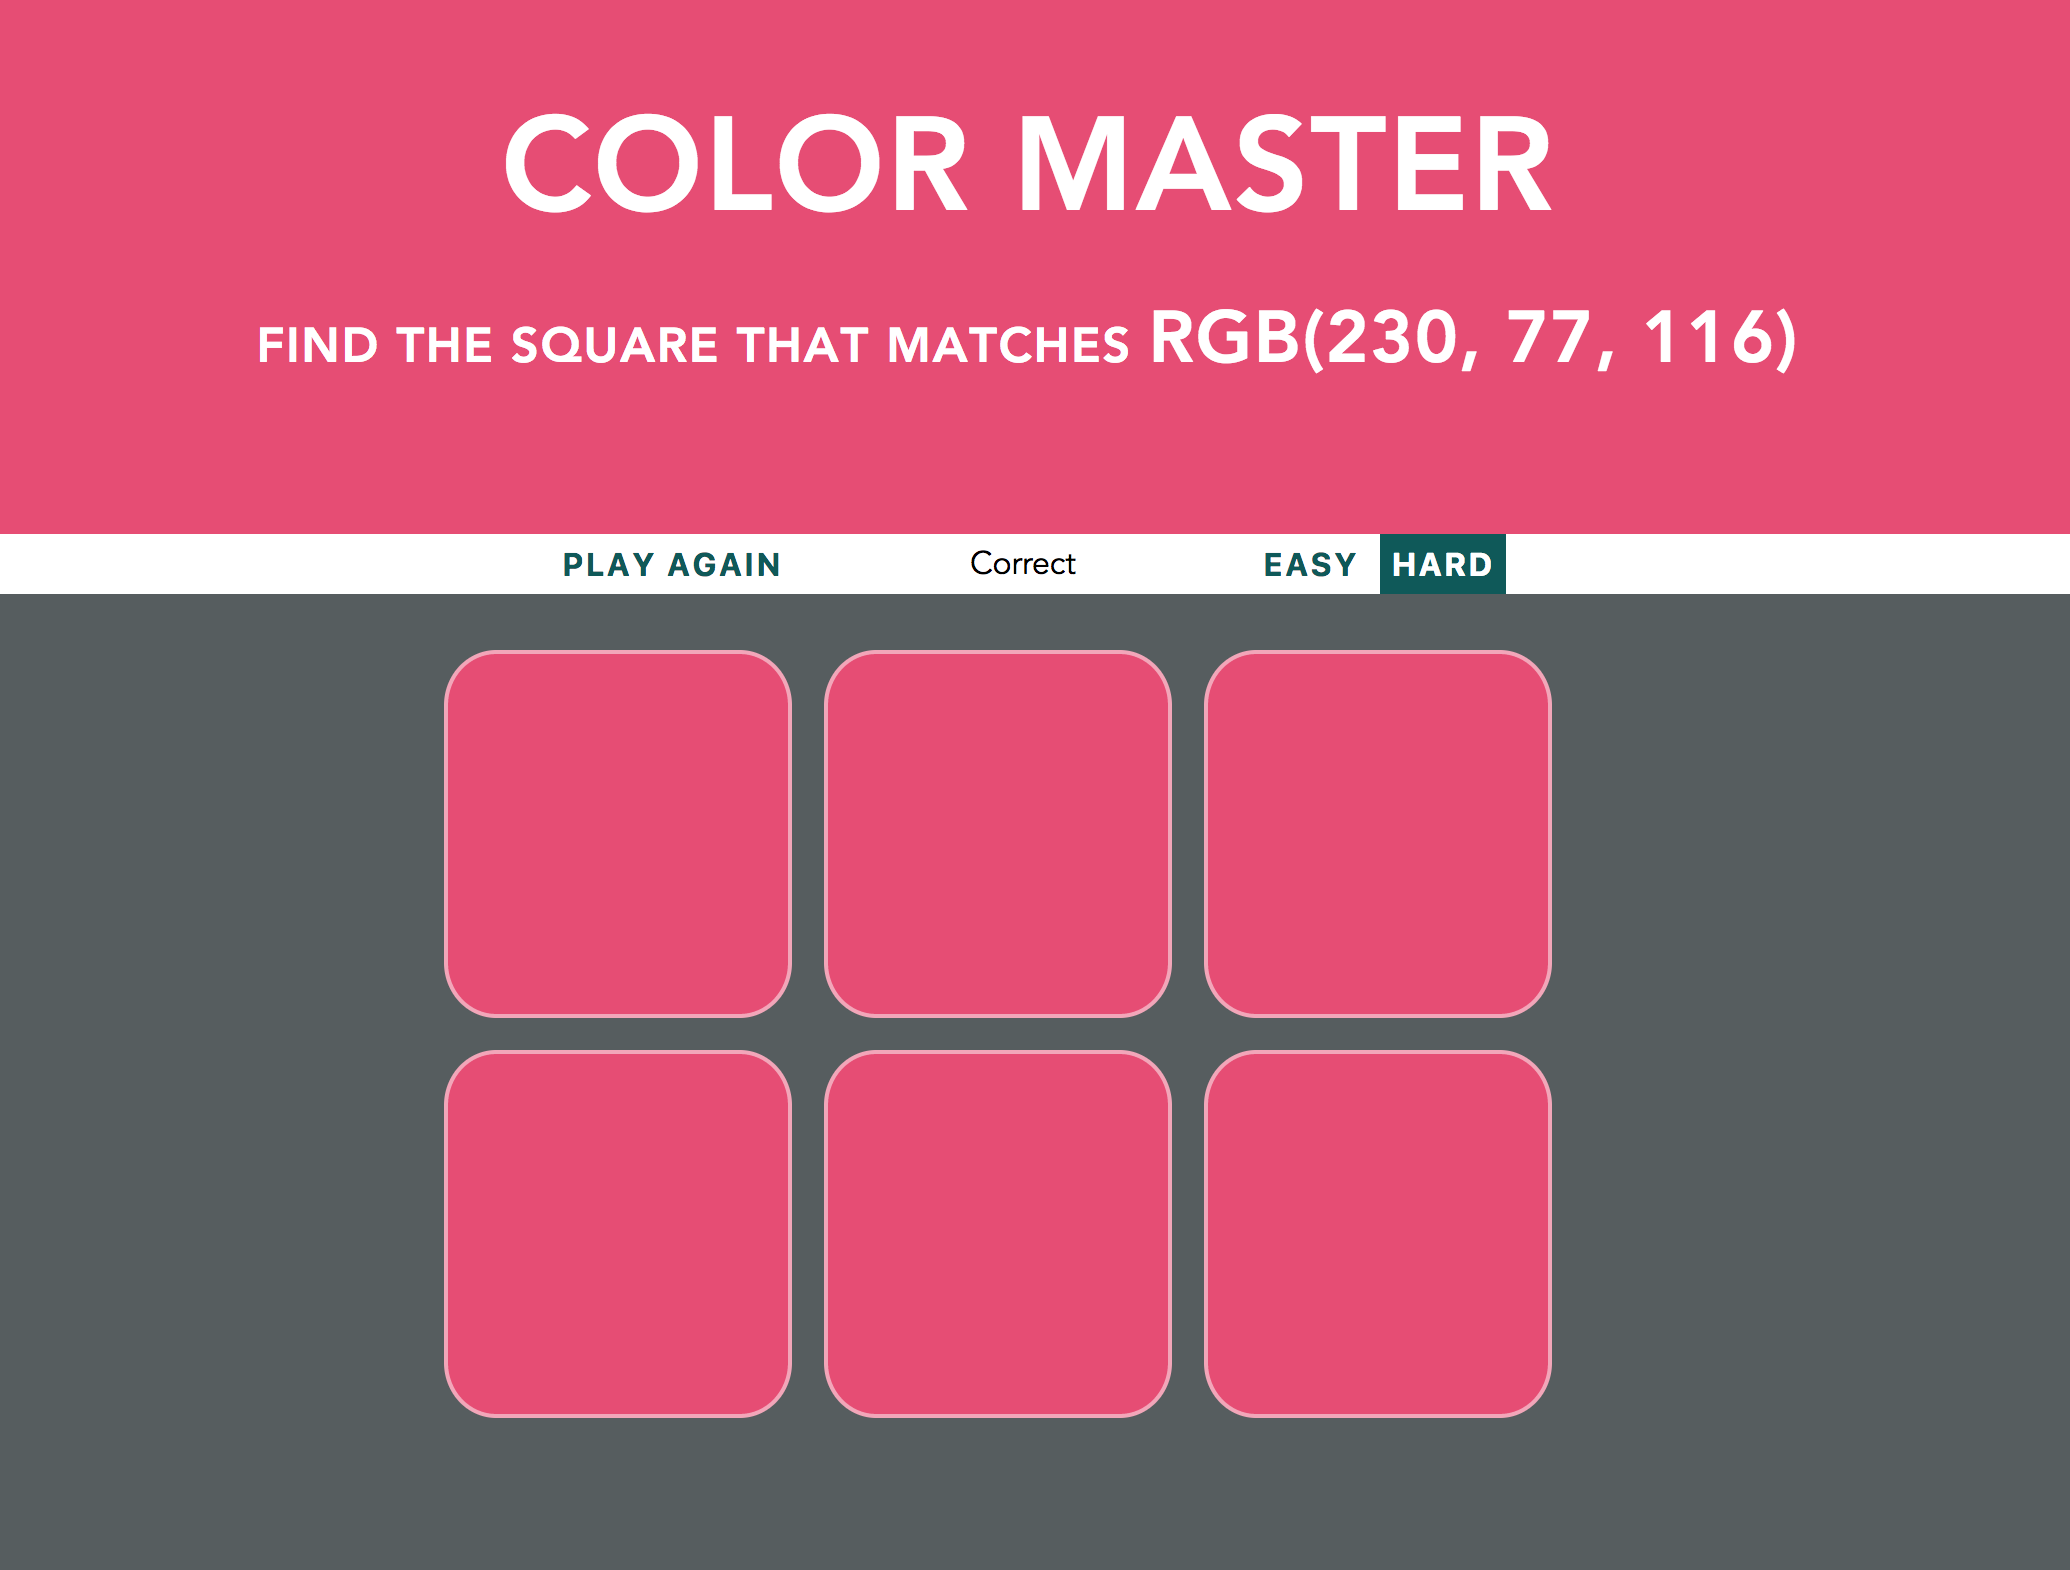 COLOR MASTER
FIND THE SQUARE THAT MATCHES RGB(230, 77, 116)
PLAY AGAIN Correct EASY HARD